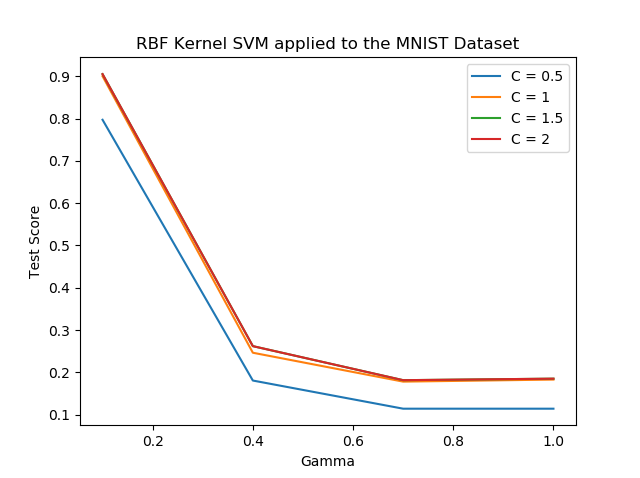 RBF Kernel SVM applied to the MNIST Dataset
C = 0.5
C = 1
C = 1.5
C = 2
Test Score
0.9
0.8
0.7
0.6
0.5
0.4
0.3
0.2
0.1
0.2 0.4 0.6 0.8 1.0
Gamma